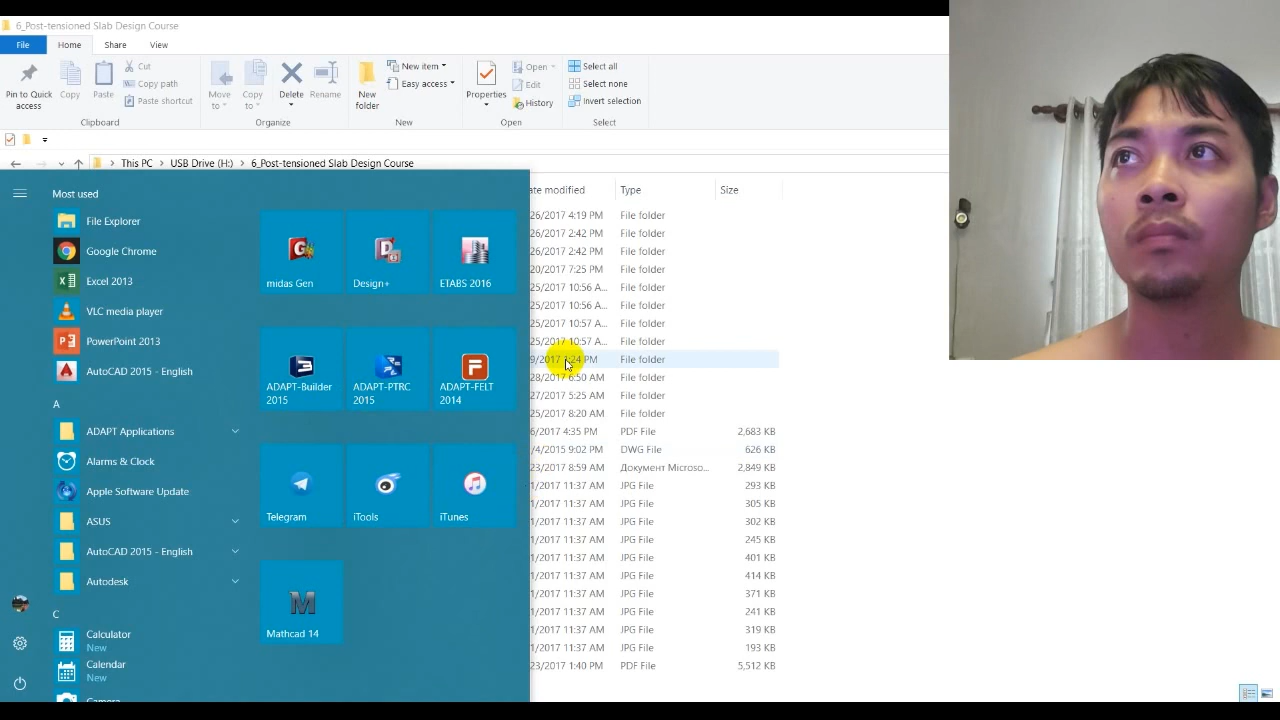 6_Post-tensioned Slab Design Course
File Home Share View
Pin to Quick access
Copy
Paste
Cut
Copy path
Paste shortcut
Clipboard
Move to
Copy to
Delete
Rename
Organize
New folder
New item
Easy access
New
Properties
Open
Edit
History
Open
Select all
Select none
Invert selection
Select
This PC > USB Drive (H:) > 6_Post-tensioned Slab Design Course
Most used
File Explorer
Google Chrome
Excel 2013
VLC media player
PowerPoint 2013
AutoCAD 2015 - English
A
ADAPT Applications
Alarms & Clock
Apple Software Update
ASUS
AutoCAD 2015 - English
Autodesk
C
Calculator
New
Calendar
New
midas Gen
Design+
ETABS 2016
ADAPT-Builder 2015
ADAPT-PTRC 2015
ADAPT-FELT 2014
Telegram
iTools
iTunes
Mathcad 14
ate modified Type Size
26/2017 4:19 PM File folder
26/2017 2:42 PM File folder
26/2017 2:42 PM File folder
20/2017 7:25 PM File folder
25/2017 10:56 A... File folder
25/2017 10:56 A... File folder
25/2017 10:57 A... File folder
25/2017 10:57 A... File folder
9/2017 :24 PM File folder
28/2017 6:50 AM File folder
27/2017 5:25 AM File folder
25/2017 8:20 AM File folder
6/2017 4:35 PM PDF File 2,683 KB
/4/2015 9:02 PM DWG File 626 KB
23/2017 8:59 AM Документ Microso... 2,849 KB
1/2017 11:37 AM JPG File 293 KB
1/2017 11:37 AM JPG File 305 KB
1/2017 11:37 AM JPG File 302 KB
1/2017 11:37 AM JPG File 245 KB
1/2017 11:37 AM JPG File 401 KB
1/2017 11:37 AM JPG File 414 KB
1/2017 11:37 AM JPG File 371 KB
1/2017 11:37 AM JPG File 241 KB
1/2017 11:37 AM JPG File 319 KB
1/2017 11:37 AM JPG File 193 KB
23/2017 1:40 PM PDF File 5,512 KB